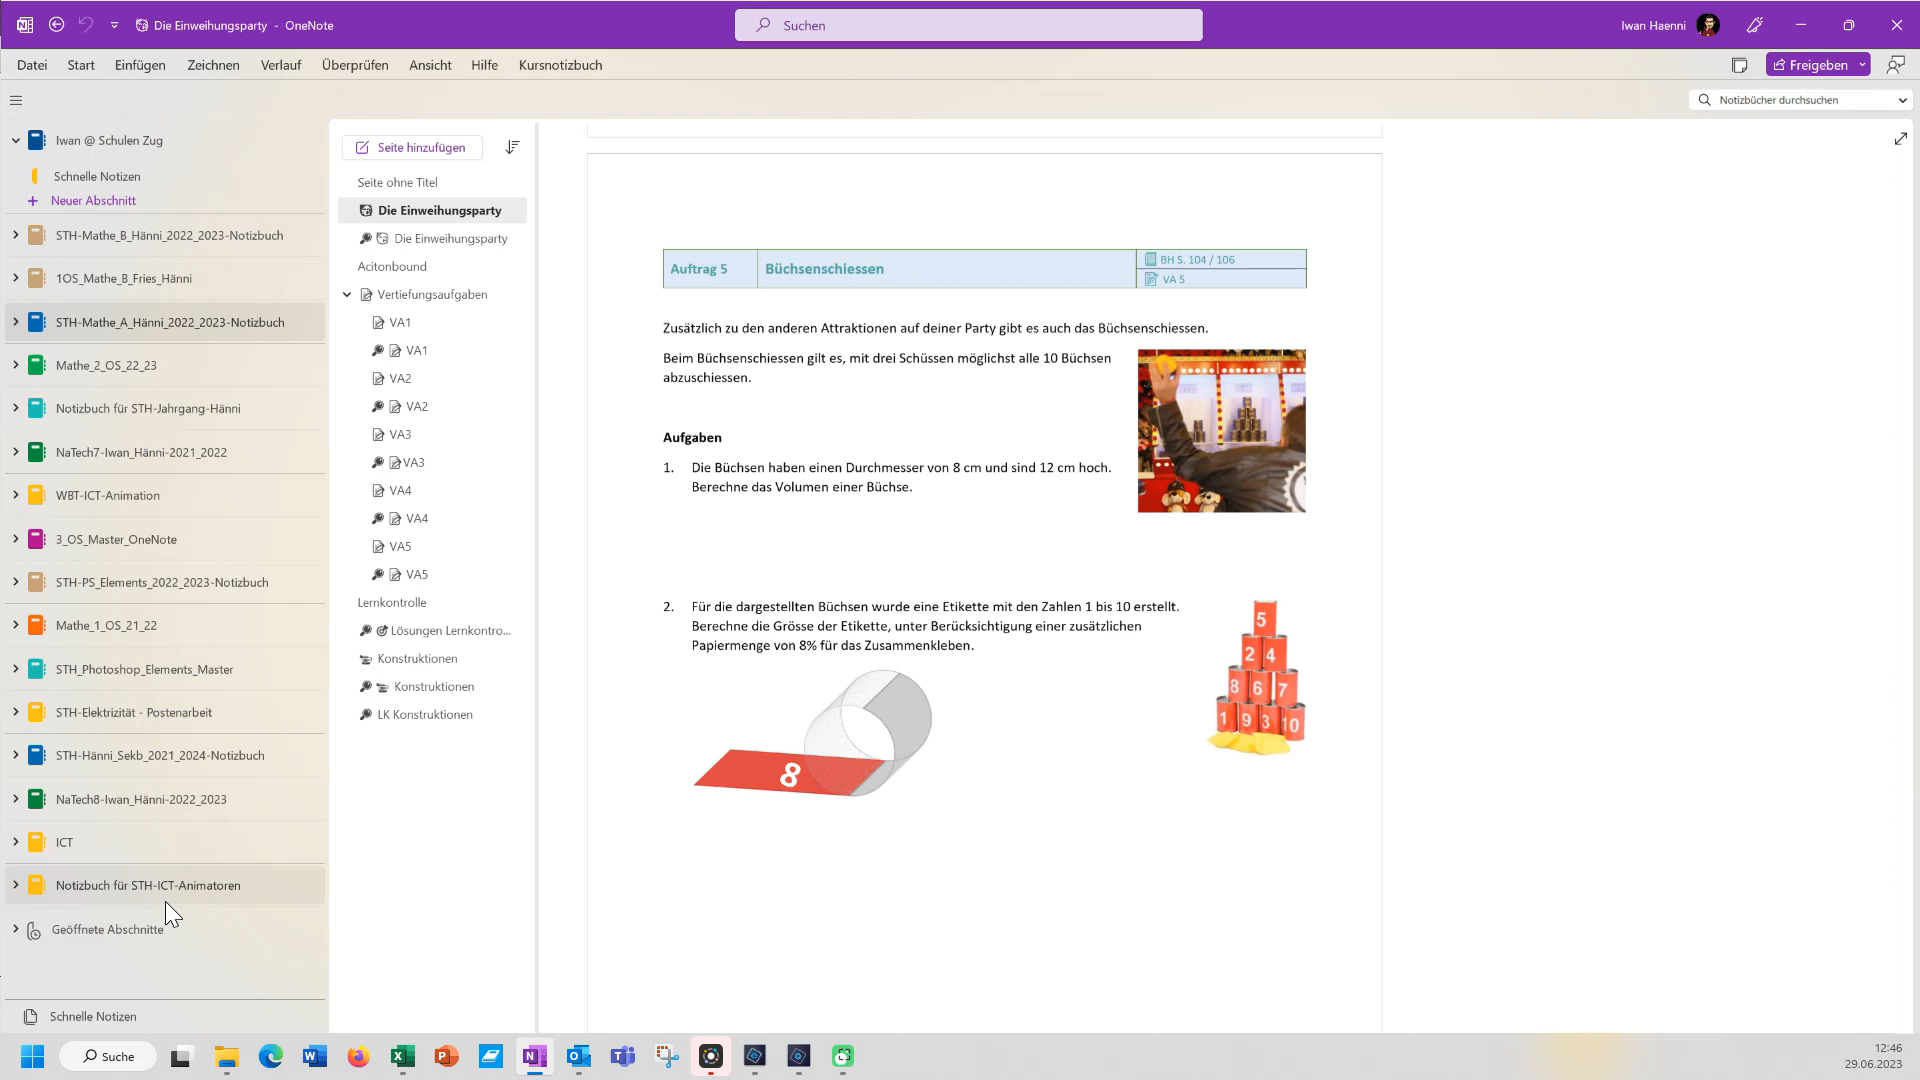 Die Einweihungsparty - OneNote
Suchen
Iwan Haenni
Datei Start Einfügen Zeichnen Verlauf Überprüfen Ansicht Hilfe Kursnotizbuch
Freigeben
Notizbücher durchsuchen
Iwan @ Schulen Zug
Schnelle Notizen
Neuer Abschnitt
STH-Mathe_B_Hänni_2022_2023-Notizbuch
1OS_Mathe_B_Fries_Hänni
STH-Mathe_A_Hänni_2022_2023-Notizbuch
Mathe_2_OS_22_23
Notizbuch für STH-Jahrgang-Hänni
NaTech7-Iwan_Hänni-2021_2022
WBT-ICT-Animation
3_OS_Master_OneNote
STH-PS_Elements_2022_2023-Notizbuch
Mathe_1_OS_21_22
STH_Photoshop_Elements_Master
STH-Elektrizität - Postenarbeit
STH-Hänni_Sekb_2021_2024-Notizbuch
NaTech8-Iwan_Hänni-2022_2023
ICT
Notizbuch für STH-ICT-Animatoren
Geöffnete Abschnitte
Schnelle Notizen
Seite hinzufügen
Seite ohne Titel
Die Einweihungsparty
Die Einweihungsparty
Acitonbound
Vertiefungsaufgaben
VA1
VA1
VA2
VA2
VA3
VA3
VA4
VA4
VA5
VA5
Lernkontrolle
Lösungen Lernkontro...
Konstruktionen
Konstruktionen
LK Konstruktionen
Auftrag 5 Büchsenschiessen
BH S. 104 / 106
VA 5
Zusätzlich zu den anderen Attraktionen auf deiner Party gibt es auch das Büchsenschiessen.
Beim Büchsenschiessen gilt es, mit drei Schüssen möglichst alle 10 Büchsen
abzuschiessen.
Aufgaben
1. Die Büchsen haben einen Durchmesser von 8 cm und sind 12 cm hoch.
Berechne das Volumen einer Büchse.
2. Für die dargestellten Büchsen wurde eine Etikette mit den Zahlen 1 bis 10 erstellt.
Berechne die Grösse der Etikette, unter Berücksichtigung einer zusätzlichen
Papiermenge von 8% für das Zusammenkleben.
8
5
2 4
8 6 7
1 9 3 10
Suche
12:46
29.06.2023